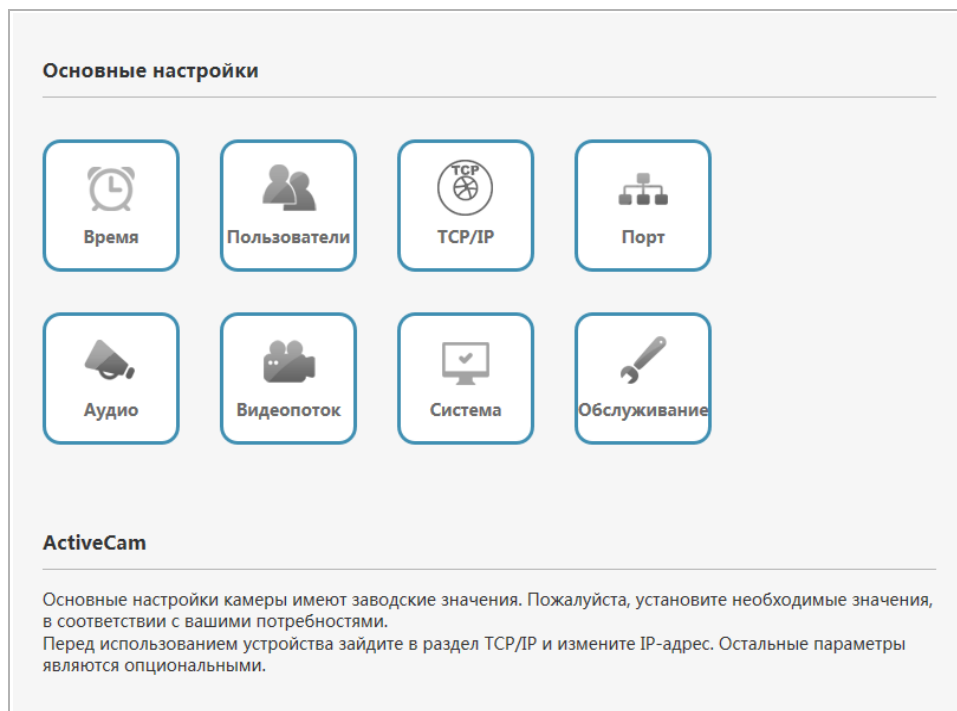 Основные настройки
Время
Пользователи
TCP
TCP/IP
Порт
Аудио
Видеопоток
Система
Обслуживание
ActiveCam
Основные настройки камеры имеют заводские значения. Пожалуйста, установите необходимые значения,
в соответствии с вашими потребностями.
Перед использованием устройства зайдите в раздел TCP/IP и измените IP-адрес. Остальные параметры
являются опциональными.